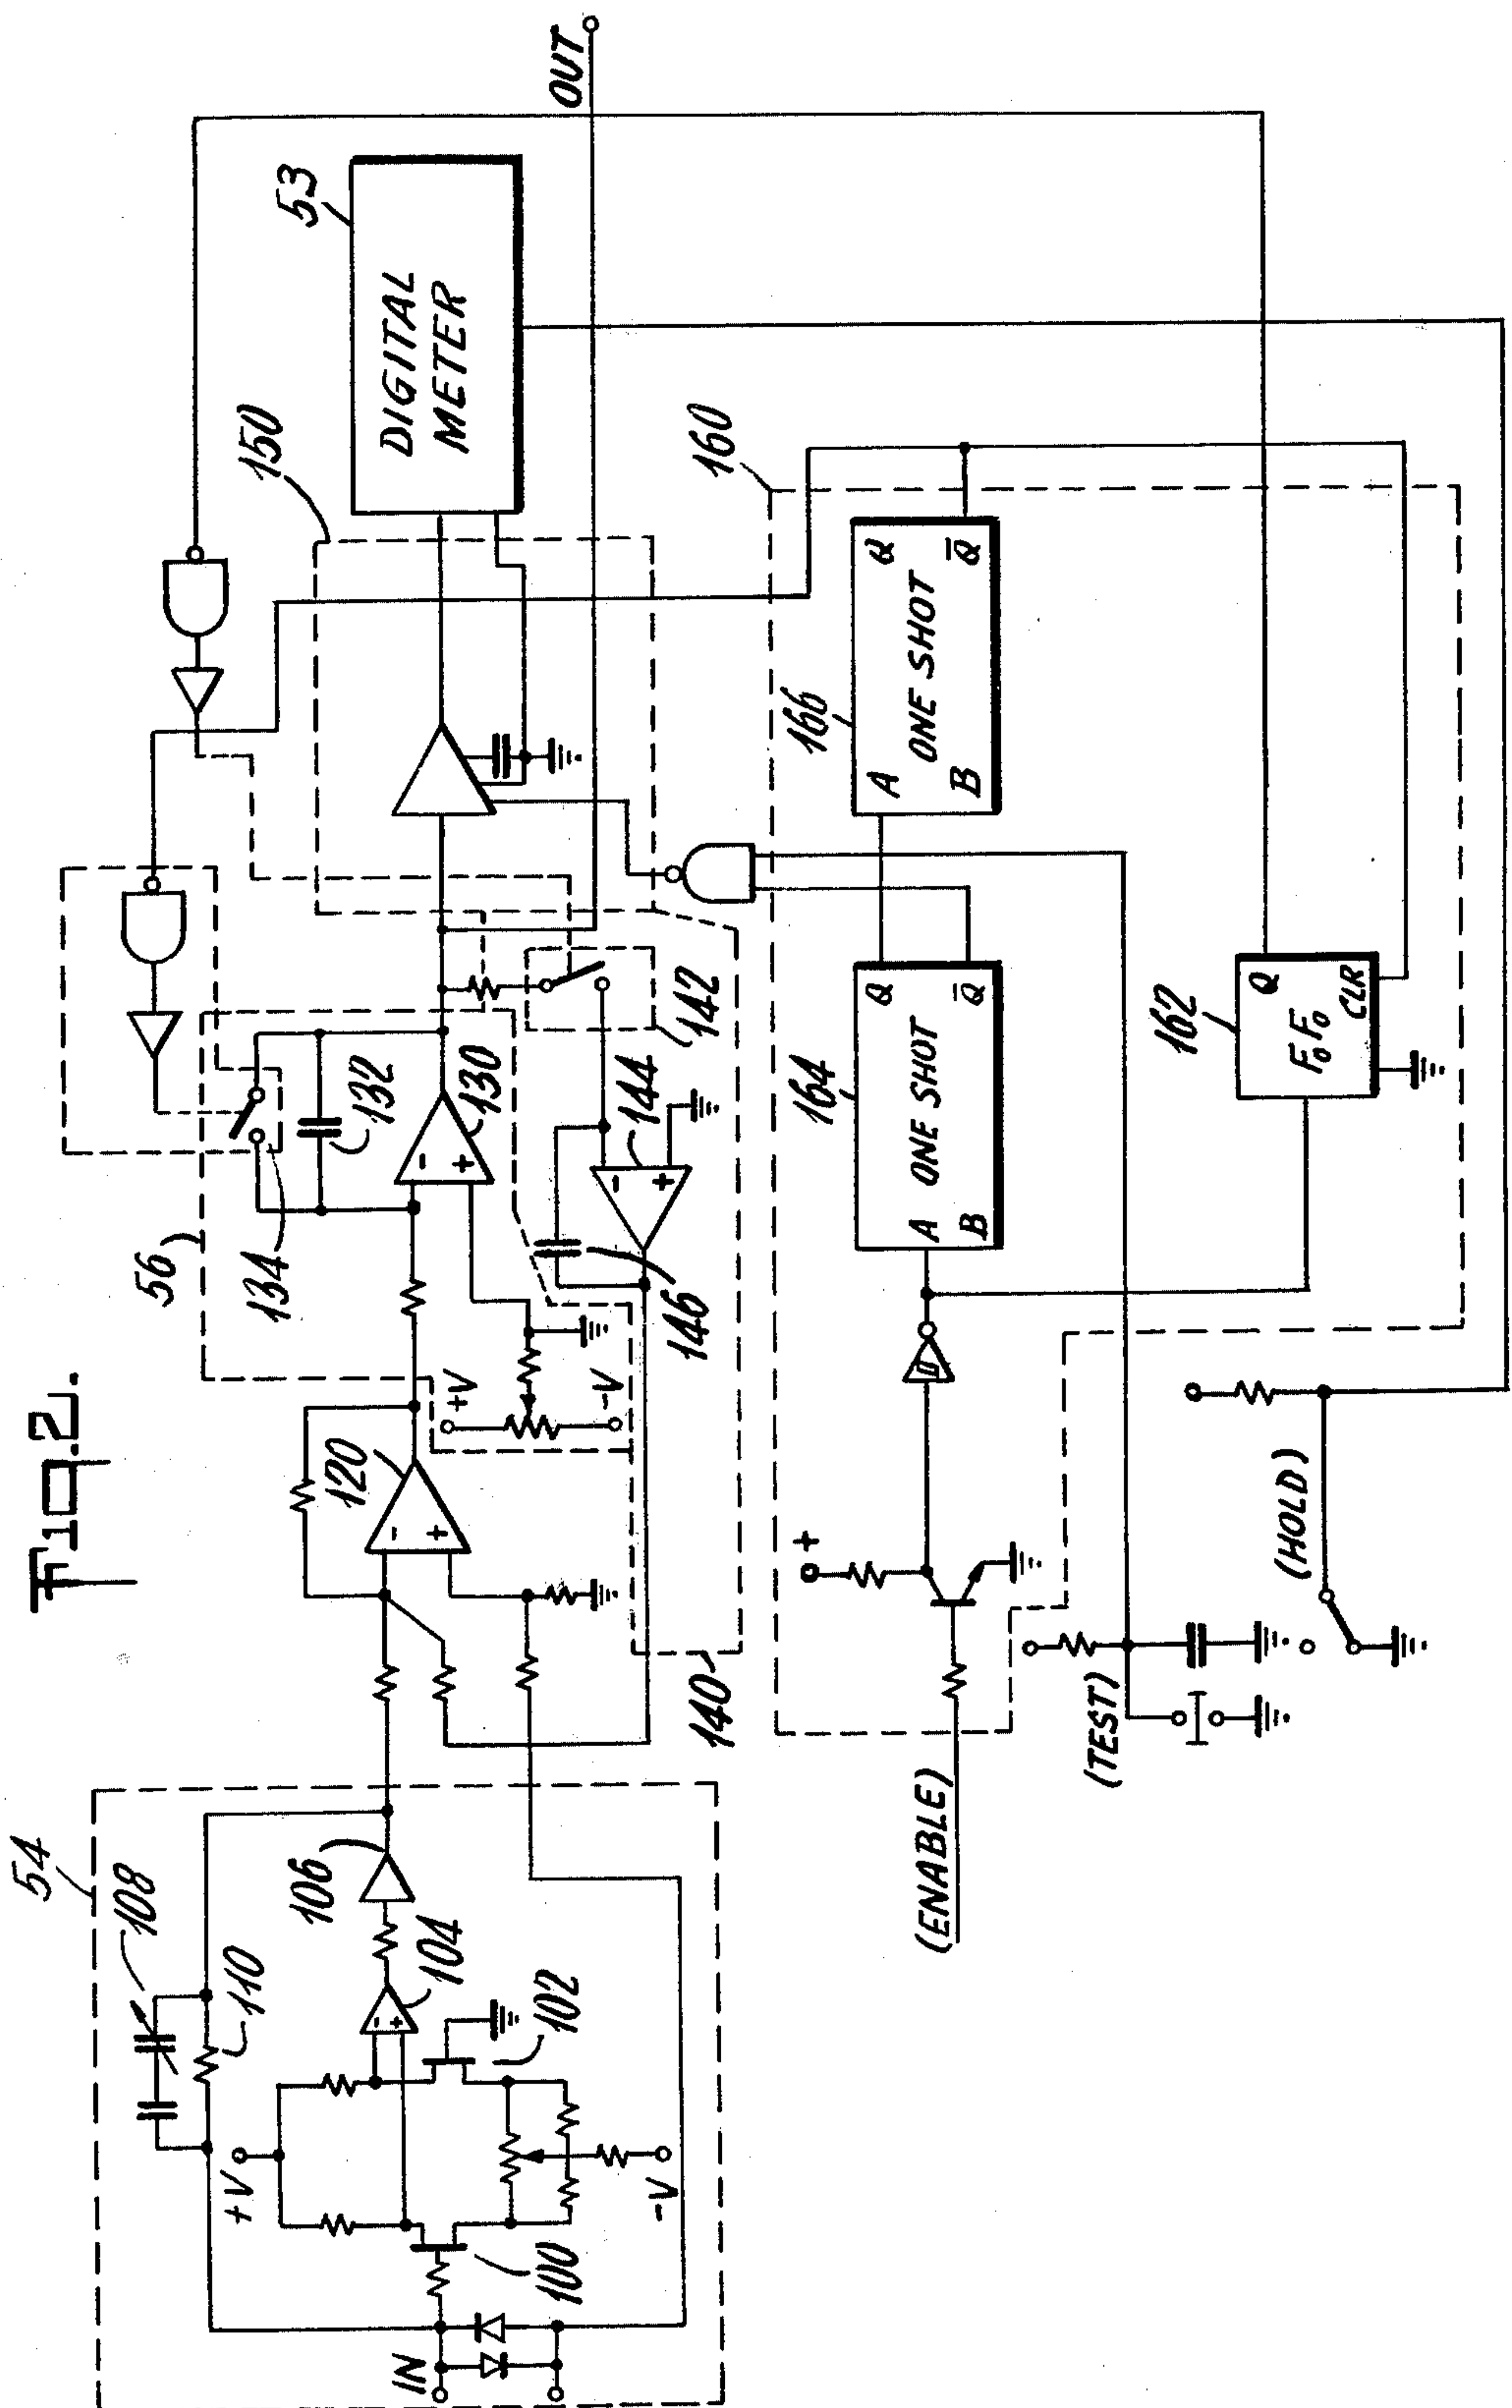 Fig.2.
54
108
110
106
104
102
100
+V
-V
IN
120
56
134
132
130
+V
-V
144
146
142
140
150
53
DIGITAL
METER
OUT
160
164
A ONE SHOT Q
B Q̅
166
A ONE SHOT Q
B Q̅
162
F.F.
Q
CLR
+
(ENABLE)
(TEST)
(HOLD)